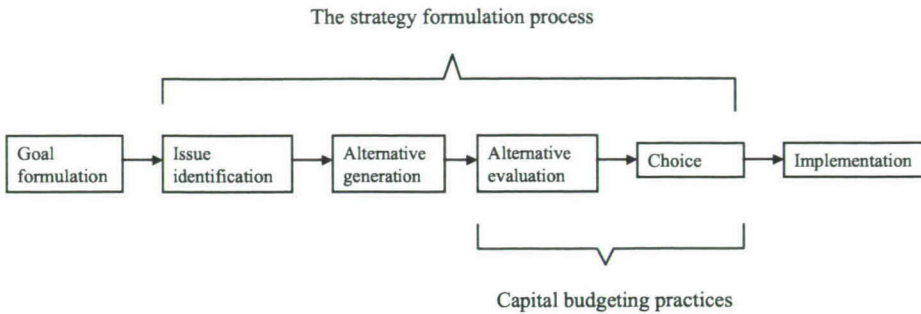 The strategy formulation process
Goal
formulation
Issue
identification
Alternative
generation
Alternative
evaluation
Choice
Implementation
Capital budgeting practices